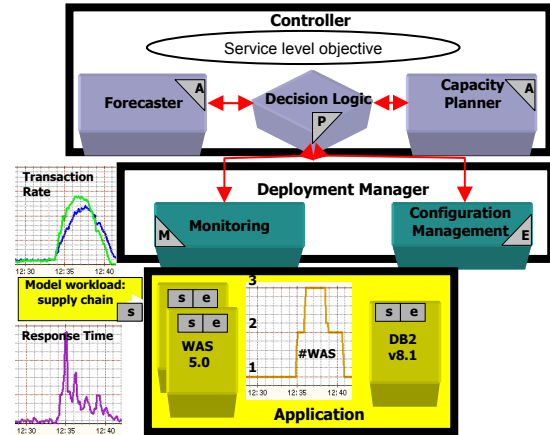 Controller
Service level objective
Forecaster
A
Decision Logic
P
Capacity
Planner
A
Transaction
Rate
12:30 12:35 12:40
Deployment Manager
Monitoring
M
Configuration
Management
E
Model workload:
supply chain
s
Response Time
12:30 12:35 12:40
s e
s e
WAS
5.0
3
2
1
#WAS
12:30 12:35 12:40
s e
DB2
v8.1
Application